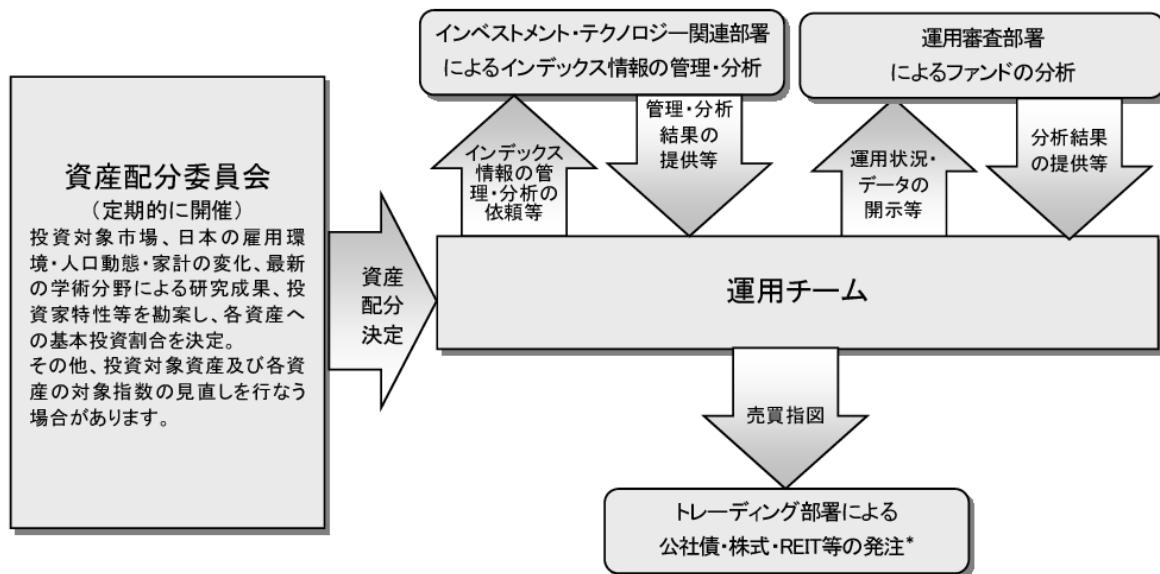 インベストメント・テクノロジー関連部署
によるインデックス情報の管理・分析
運用審査部署
によるファンドの分析
インデックス
情報の管
理・分析の
依頼等
管理・分析
結果の
提供等
運用状況・
データの
開示等
分析結果
の提供等
資産配分委員会
（定期的に開催）
投資対象市場、日本の雇用環
境・人口動態・家計の変化、最新
の学術分野による研究成果、投
資家特性等を勘案し、各資産へ
の基本投資割合を決定。
その他、投資対象資産及び各資
産の対象指数の見直しを行なう
場合があります。
資産
配分
決定
運用チーム
売買指図
トレーディング部署による
公社債・株式・REIT等の発注*